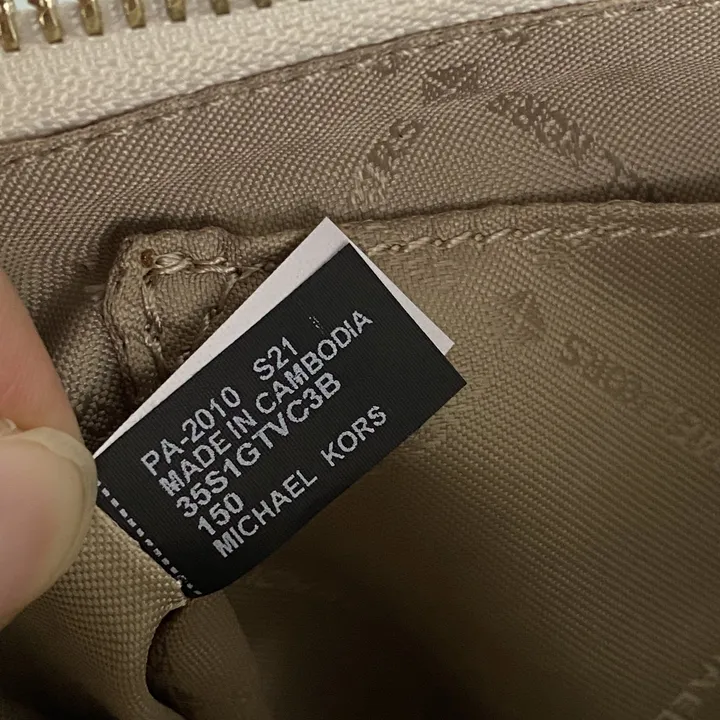 PA-2010 S21
MADE IN CAMBODIA
35S1GTVC3B
150
MICHAEL KORS